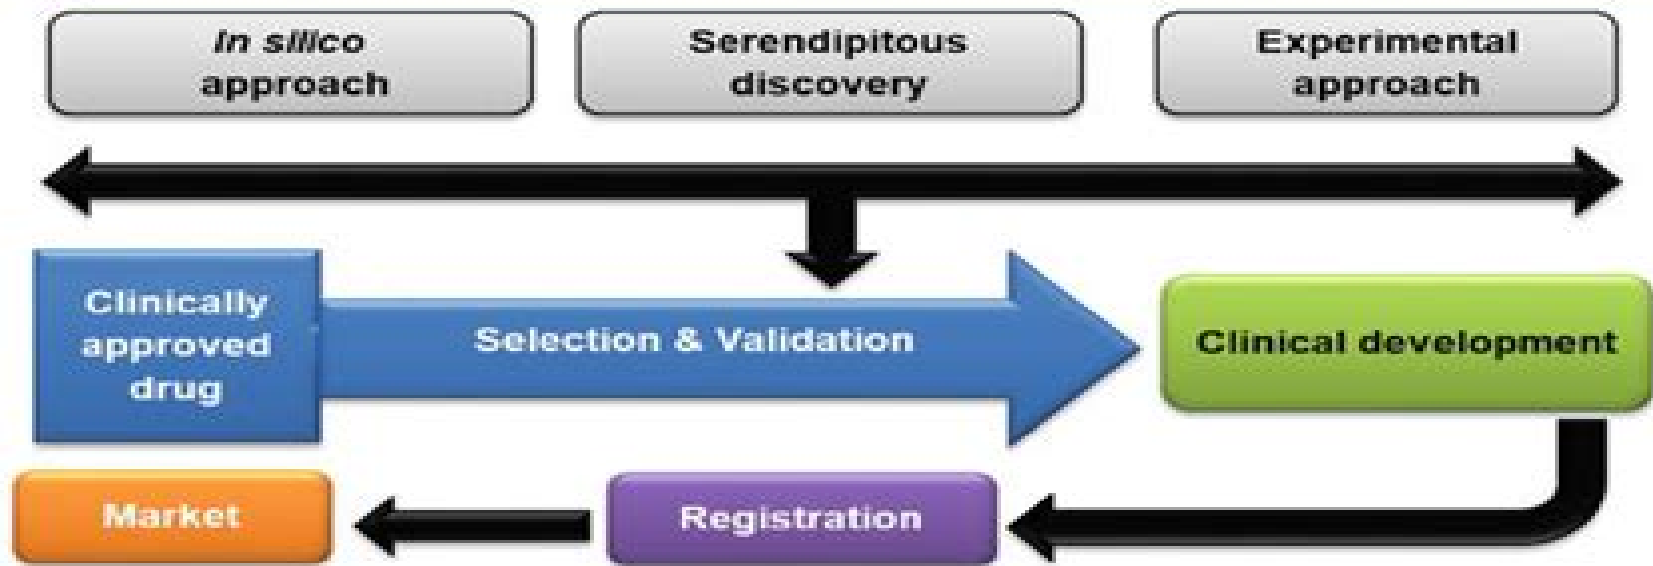 In silico
approach
Serendipitous
discovery
Experimental
approach
Clinically
approved
drug
Selection & Validation
Clinical development
Market
Registration